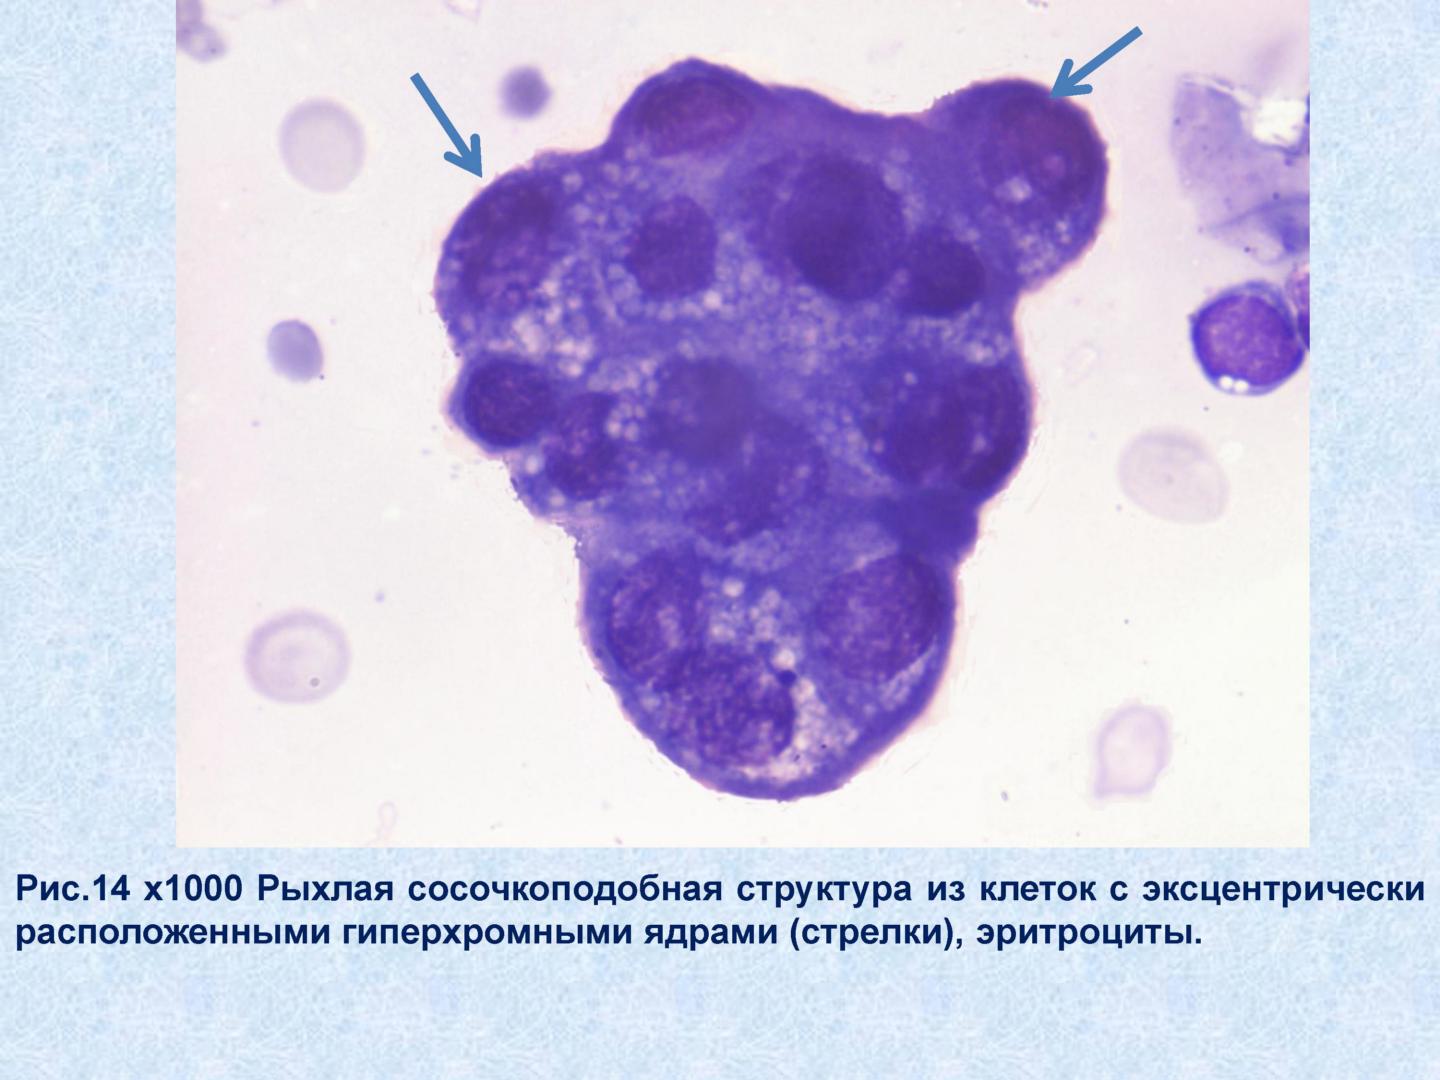 Рис.14 х1000 Рыхлая сосочкоподобная структура из клеток с эксцентрически
расположенными гиперхромными ядрами (стрелки), эритроциты.